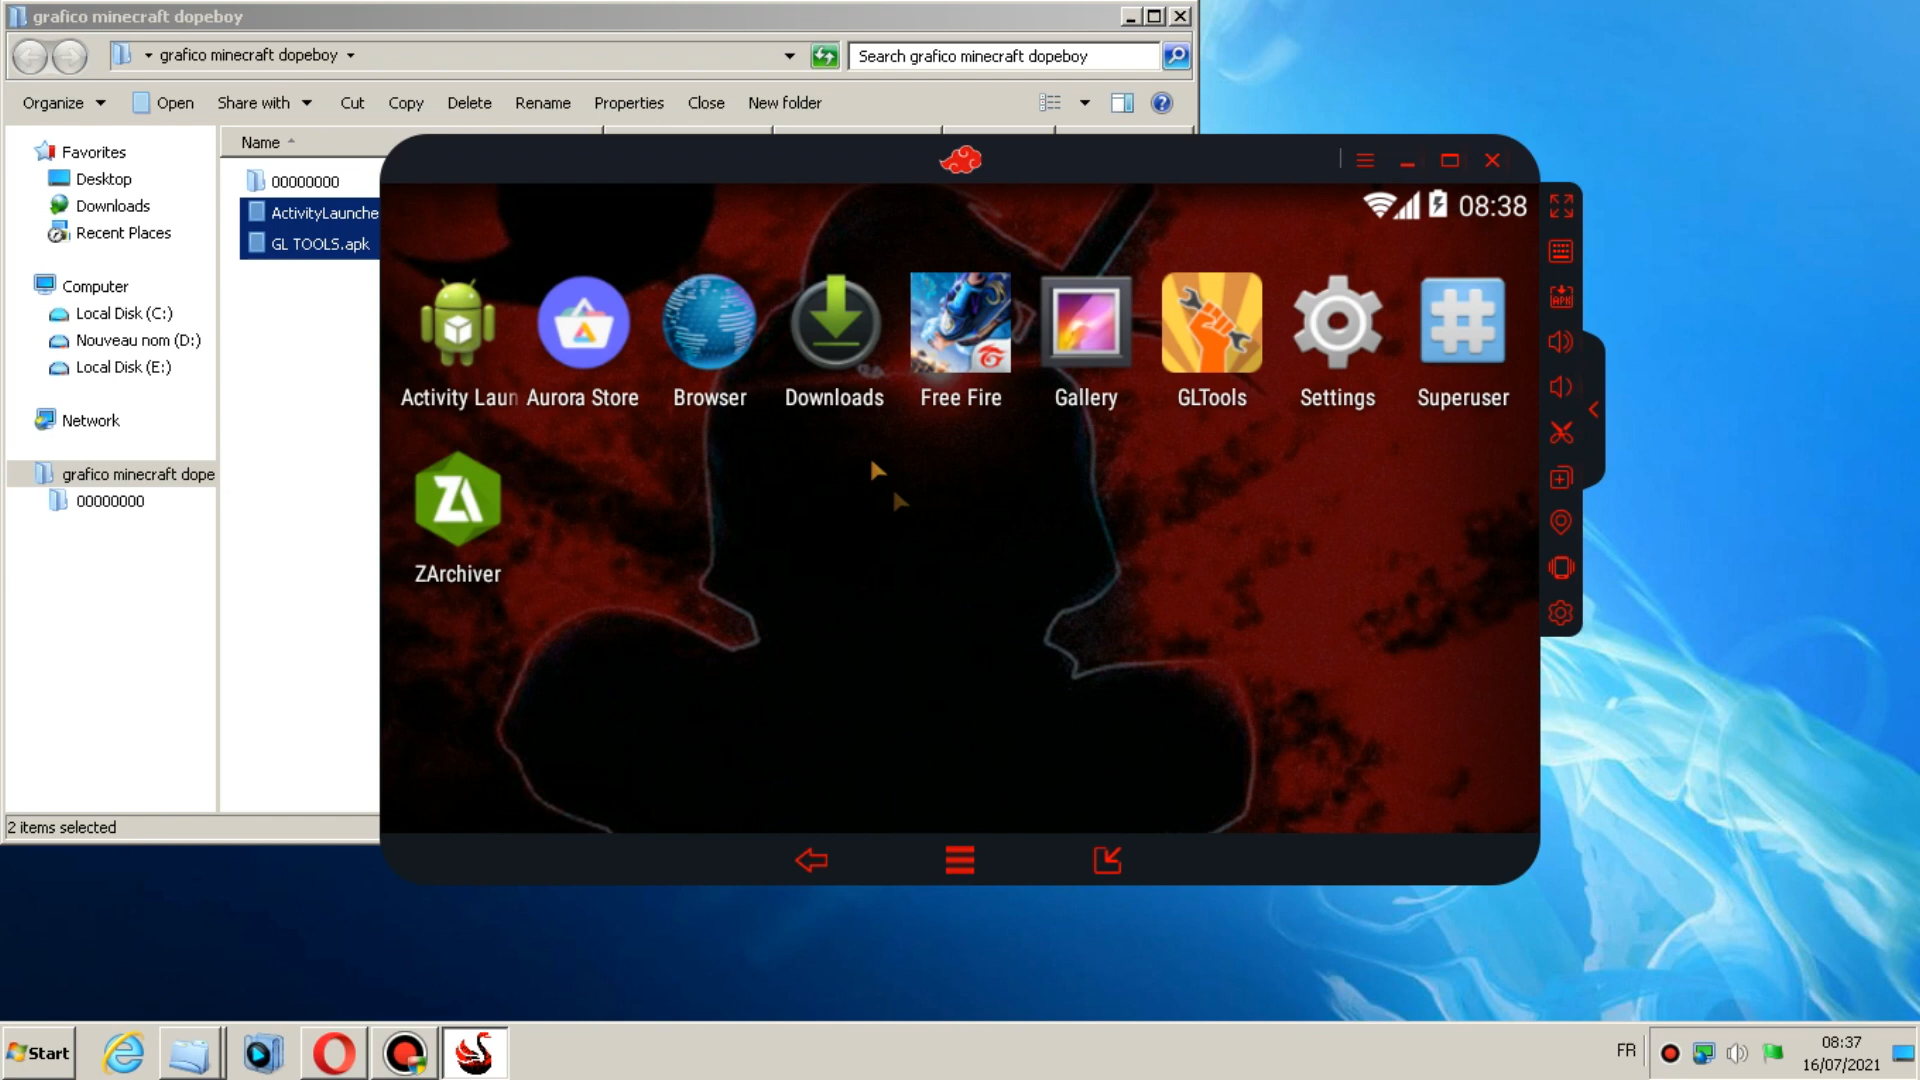 grafico minecraft dopeboy
grafico minecraft dopeboy
Search grafico minecraft dopeboy
Organize
Open
Share with
Cut
Copy
Delete
Rename
Properties
Close
New folder
Name
Favorites
Desktop
Downloads
Recent Places
Computer
Local Disk (C:)
Nouveau nom (D:)
Local Disk (E:)
Network
grafico minecraft dope
00000000
00000000
ActivityLaunche
GL TOOLS.apk
2 items selected
08:38
APK
Activity Laun
Aurora Store
Browser
Downloads
Free Fire
Gallery
GLTools
Settings
Superuser
ZA
ZArchiver
Start
FR
08:37
16/07/2021